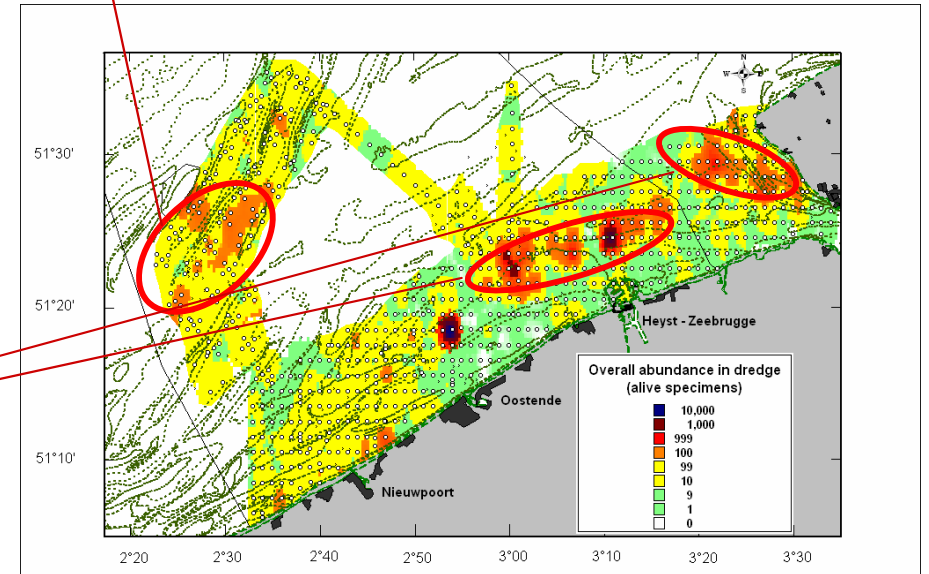 N
W
S
51°30'
51°20'
51°10'
Heyst - Zeebrugge
Oostende
Nieuwpoort
Overall abundance in dredge
(alive specimens)
10,000
1,000
999
100
99
10
9
1
0
2°20
2°30
2°40
2°50
3°00
3°10
3°20
3°30